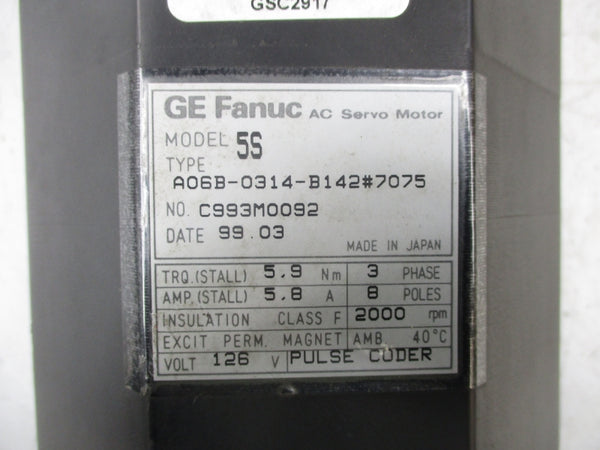 GSC2917
GE Fanuc AC Servo Motor
MODEL 5S
TYPE
A06B-0314-B142#7075
NO. C993M0092
DATE 99.03
MADE IN JAPAN
TRQ.(STALL) 5.9 Nm 3 PHASE
AMP.(STALL) 5.8 A 8 POLES
INSULATION CLASS F 2000 rpm
EXCIT PERM. MAGNET AMB. 40°C
VOLT 126 V PULSE CODER